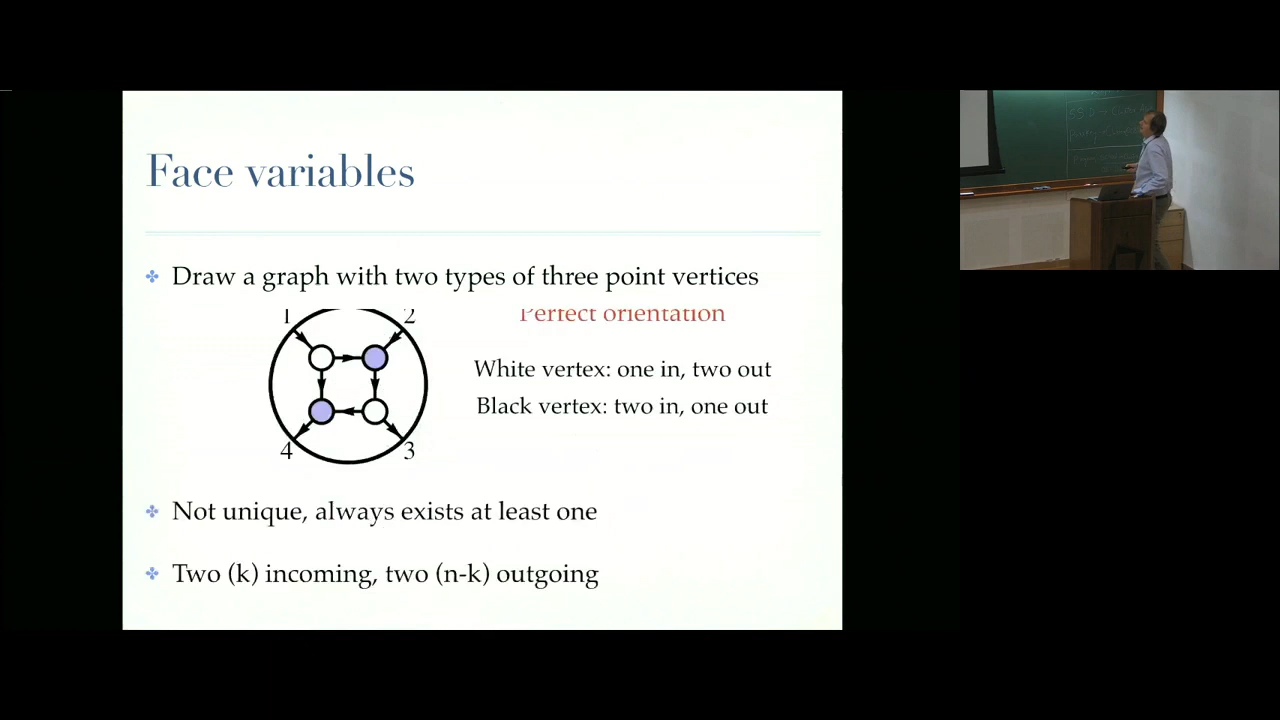 Face variables
Draw a graph with two types of three point vertices
1 2
Perfect orientation
White vertex: one in, two out
Black vertex: two in, one out
4 3
Not unique, always exists at least one
Two (k) incoming, two (n-k) outgoing